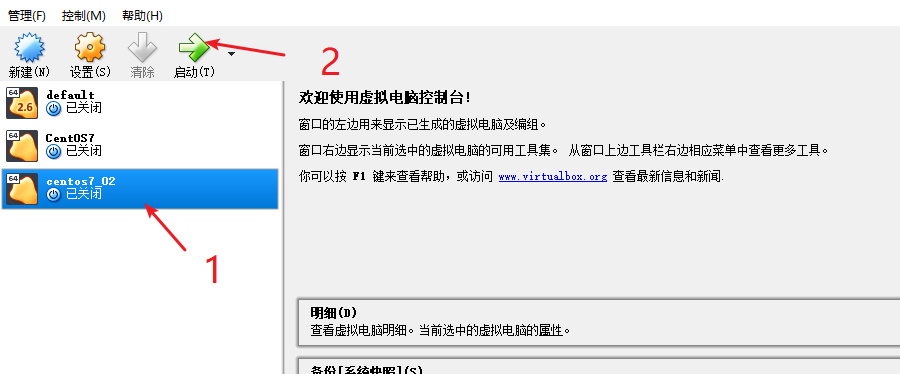 管理(F) 控制(M) 帮助(H)
新建(N) 设置(S) 清除 启动(T)
2
64 2.6 default
已关闭
64 CentOS7
已关闭
64 centos7_02
已关闭
1
欢迎使用虚拟电脑控制台!
窗口的左边用来显示已生成的虚拟电脑及编组。
窗口右边显示当前选中的虚拟电脑的可用工具集。 从窗口上边工具栏右边相应菜单中查看更多工具。
你可以按 F1 键来查看帮助，或访问 www.virtualbox.org 查看最新信息和新闻.
明细(D)
查看虚拟电脑明细。当前选中的虚拟电脑的属性。
备份[系统快照](S)